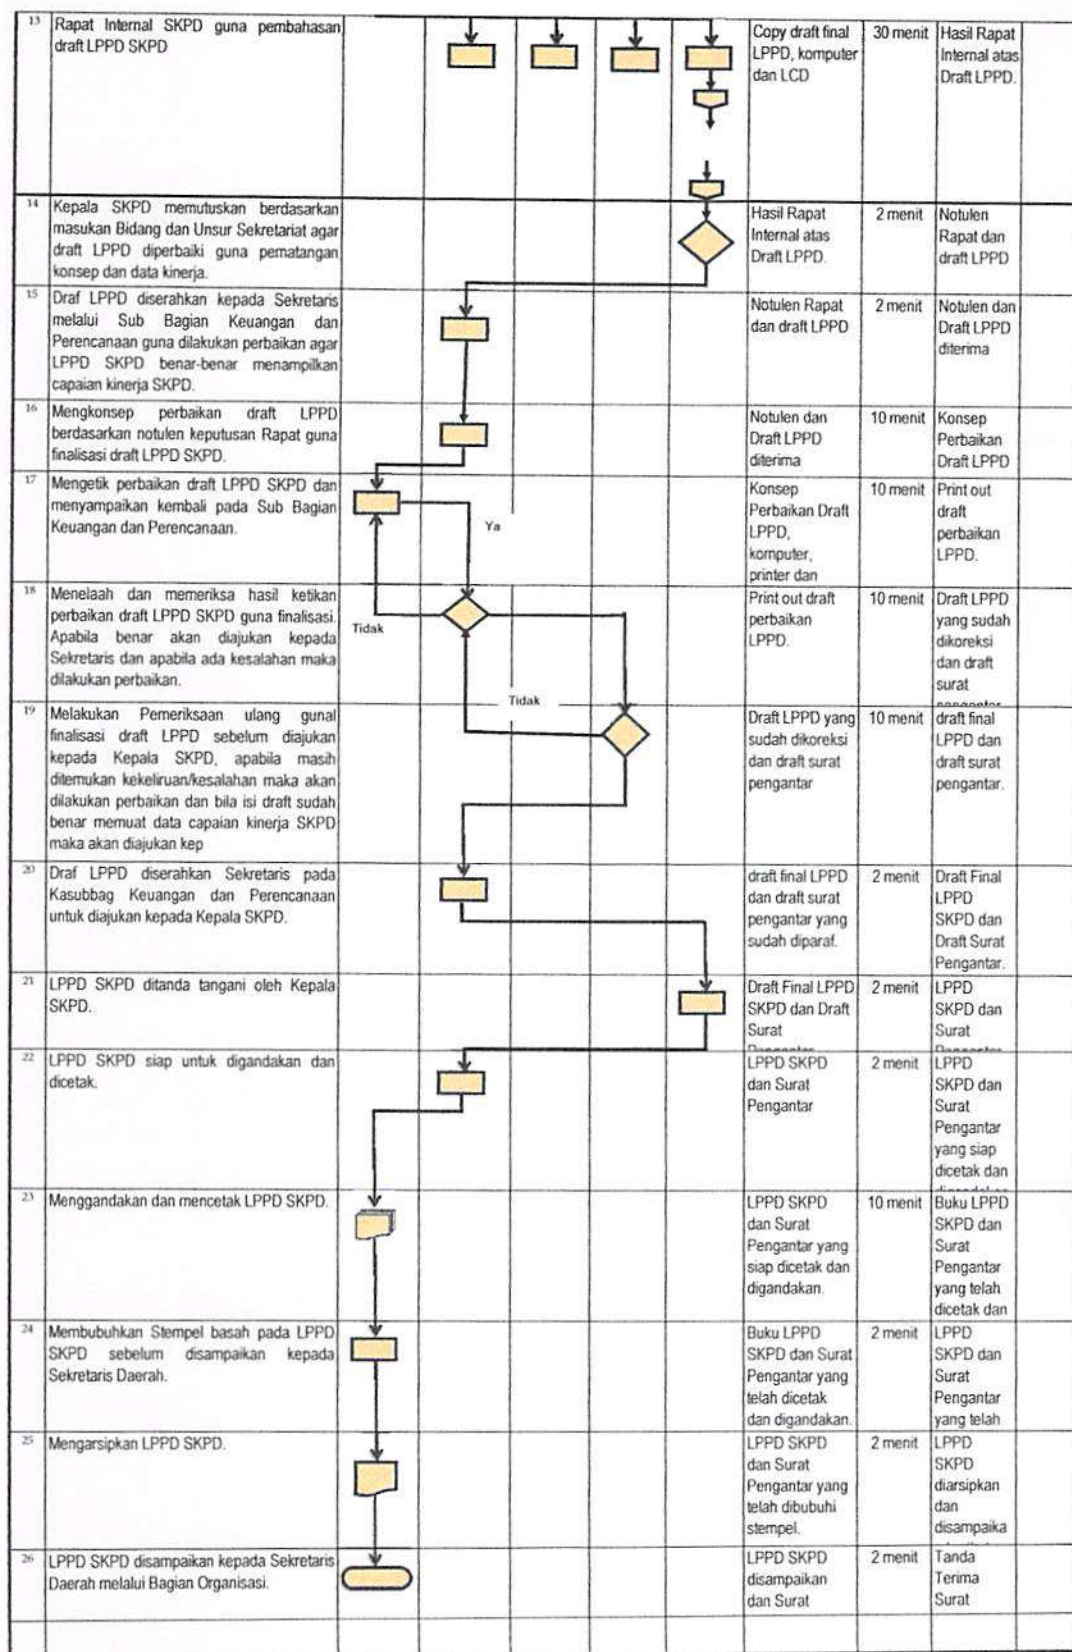 13
Rapat Internal SKPD guna pembahasan
draft LPPD SKPD
Copy draft final
LPPD, komputer
dan LCD
30 menit
Hasil Rapat
Internal atas
Draft LPPD.
14
Kepala SKPD memutuskan berdasarkan
masukan Bidang dan Unsur Sekretariat agar
draft LPPD diperbaiki guna pematangan
konsep dan data kinerja.
Hasil Rapat
Internal atas
Draft LPPD.
2 menit
Notulen
Rapat dan
draft LPPD
15
Draf LPPD diserahkan kepada Sekretaris
melalui Sub Bagian Keuangan dan
Perencanaan guna dilakukan perbaikan agar
LPPD SKPD benar-benar menampilkan
capaian kinerja SKPD.
Notulen Rapat
dan draft LPPD
2 menit
Notulen dan
Draft LPPD
diterima
16
Mengkonsep perbaikan draft LPPD
berdasarkan notulen keputusan Rapat guna
finalisasi draft LPPD SKPD.
Notulen dan
Draft LPPD
diterima
10 menit
Konsep
Perbaikan
Draft LPPD
17
Mengetik perbaikan draft LPPD SKPD dan
menyampaikan kembali pada Sub Bagian
Keuangan dan Perencanaan.
Ya
Konsep
Perbaikan Draft
LPPD,
komputer,
printer dan
10 menit
Print out
draft
perbaikan
LPPD.
18
Menelaah dan memeriksa hasil ketikan
perbaikan draft LPPD SKPD guna finalisasi.
Apabila benar akan diajukan kepada
Sekretaris dan apabila ada kesalahan maka
dilakukan perbaikan.
Tidak
Print out draft
perbaikan
LPPD.
10 menit
Draft LPPD
yang sudah
dikoreksi
dan draft
surat
Tidak
19
Melakukan Pemeriksaan ulang gunal
finalisasi draft LPPD sebelum diajukan
kepada Kepala SKPD, apabila masih
ditemukan kekeliruan/kesalahan maka akan
dilakukan perbaikan dan bila isi draft sudah
benar memuat data capaian kinerja SKPD
maka akan diajukan kep
Draft LPPD yang
sudah dikoreksi
dan draft surat
pengantar
10 menit
draft final
LPPD dan
draft surat
pengantar.
20
Draf LPPD diserahkan Sekretaris pada
Kasubbag Keuangan dan Perencanaan
untuk diajukan kepada Kepala SKPD.
draft final LPPD
dan draft surat
pengantar yang
sudah diparaf.
2 menit
Draft Final
LPPD
SKPD dan
Draft Surat
Pengantar.
21
LPPD SKPD ditanda tangani oleh Kepala
SKPD.
Draft Final LPPD
SKPD dan Draft
Surat
2 menit
LPPD
SKPD dan
Surat
22
LPPD SKPD siap untuk digandakan dan
dicetak.
LPPD SKPD
dan Surat
Pengantar
2 menit
LPPD
SKPD dan
Surat
Pengantar
yang siap
dicetak dan
23
Menggandakan dan mencetak LPPD SKPD.
LPPD SKPD
dan Surat
Pengantar yang
siap dicetak dan
digandakan.
10 menit
Buku LPPD
SKPD dan
Surat
Pengantar
yang telah
dicetak dan
24
Membubuhkan Stempel basah pada LPPD
SKPD sebelum disampaikan kepada
Sekretaris Daerah.
Buku LPPD
SKPD dan Surat
Pengantar yang
telah dicetak
dan digandakan.
2 menit
LPPD
SKPD dan
Surat
Pengantar
yang telah
25
Mengarsipkan LPPD SKPD.
LPPD SKPD
dan Surat
Pengantar yang
telah dibubuhi
stempel.
2 menit
LPPD
SKPD
diarsipkan
dan
disampaika
26
LPPD SKPD disampaikan kepada Sekretaris
Daerah melalui Bagian Organisasi.
LPPD SKPD
disampaikan
dan Surat
2 menit
Tanda
Terima
Surat